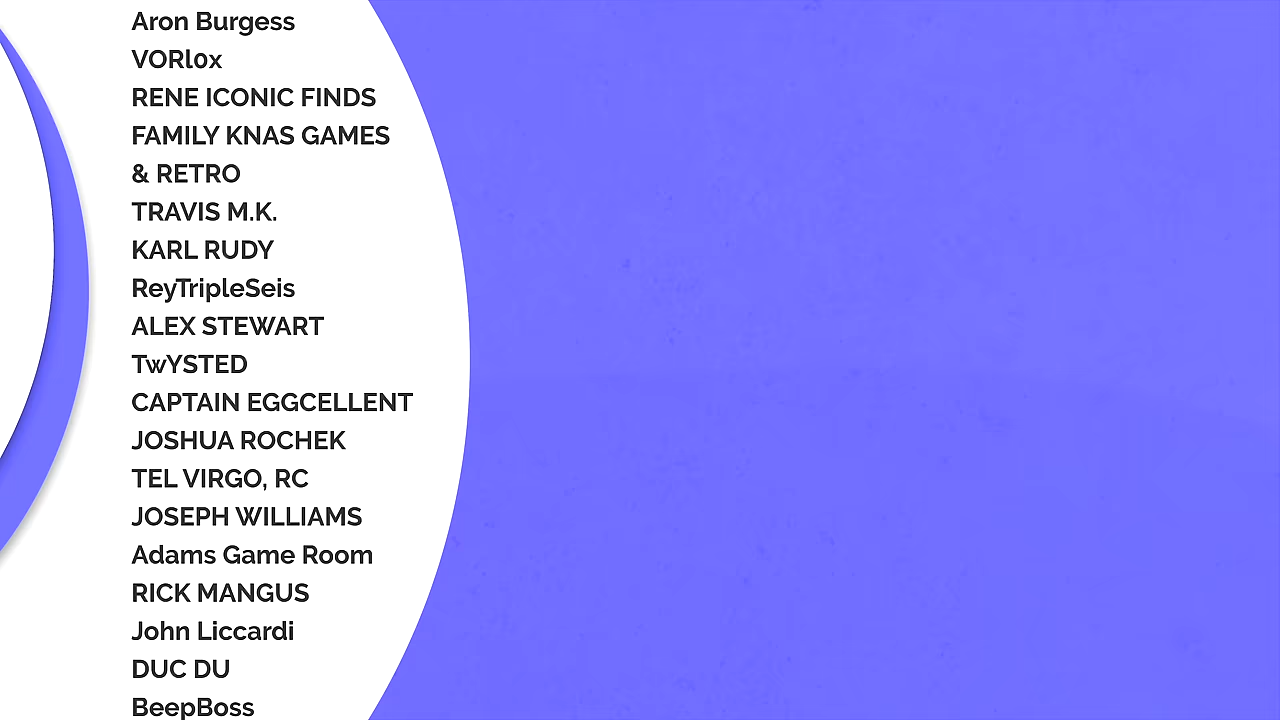 Aron Burgess
VORl0x
RENE ICONIC FINDS
FAMILY KNAS GAMES
& RETRO
TRAVIS M.K.
KARL RUDY
ReyTripleSeis
ALEX STEWART
TwYSTED
CAPTAIN EGGCELLENT
JOSHUA ROCHEK
TEL VIRGO, RC
JOSEPH WILLIAMS
Adams Game Room
RICK MANGUS
John Liccardi
DUC DU
BeepBoss